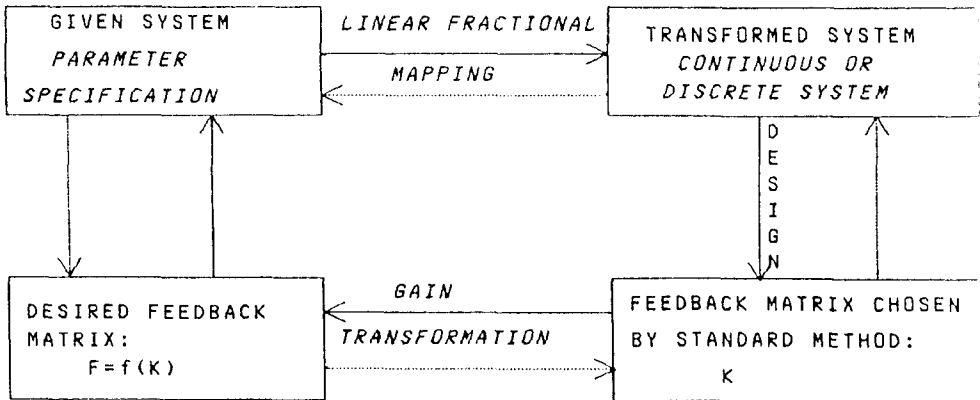 GIVEN SYSTEM
PARAMETER
SPECIFICATION
LINEAR FRACTIONAL
MAPPING
TRANSFORMED SYSTEM
CONTINUOUS OR
DISCRETE SYSTEM
DESIGN
DESIRED FEEDBACK
MATRIX:
F=f(K)
GAIN
TRANSFORMATION
FEEDBACK MATRIX CHOSEN
BY STANDARD METHOD:
K